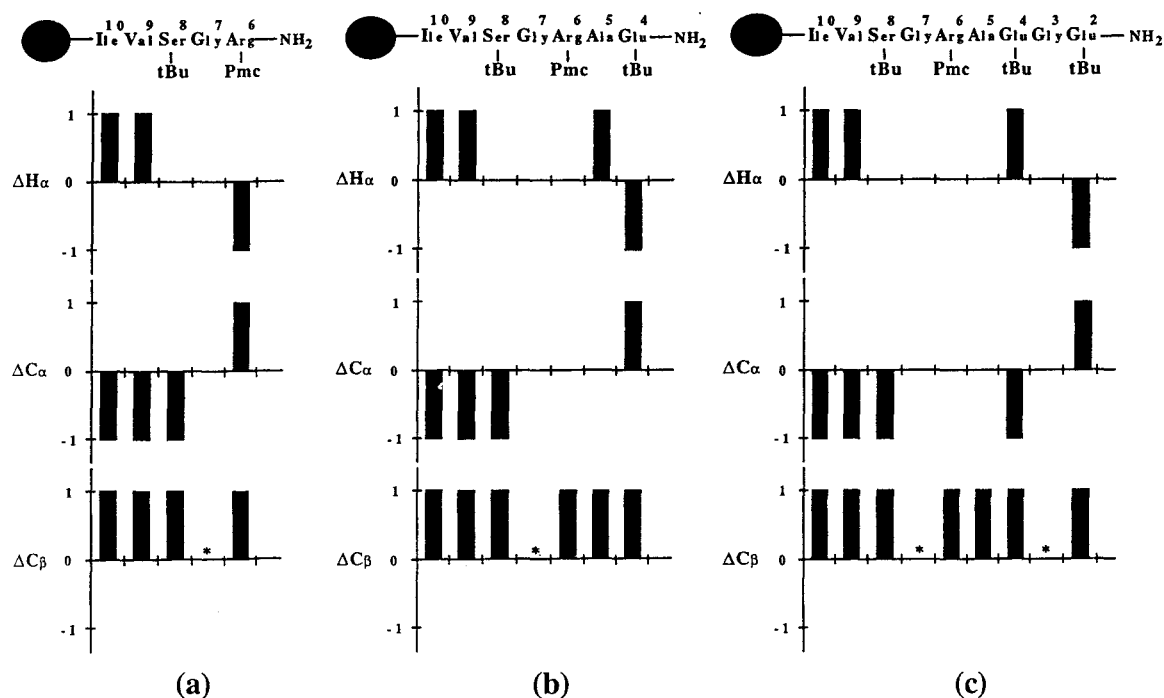 10 9 8 7 6
Ile Val Ser Gly Arg NH2
tBu Pmc
1
ΔHα 0
-1
1
ΔCα 0
-1
1
ΔCβ 0
*
-1
(a)
10 9 8 7 6 5 4
Ile Val Ser Gly Arg Ala Glu NH2
tBu Pmc tBu
1
ΔHα 0
-1
1
ΔCα 0
-1
1
ΔCβ 0
*
-1
(b)
10 9 8 7 6 5 4 3 2
Ile Val Ser Gly Arg Ala Glu Gly Glu NH2
tBu Pmc tBu tBu
1
ΔHα 0
-1
1
ΔCα 0
-1
1
ΔCβ 0
* *
-1
(c)